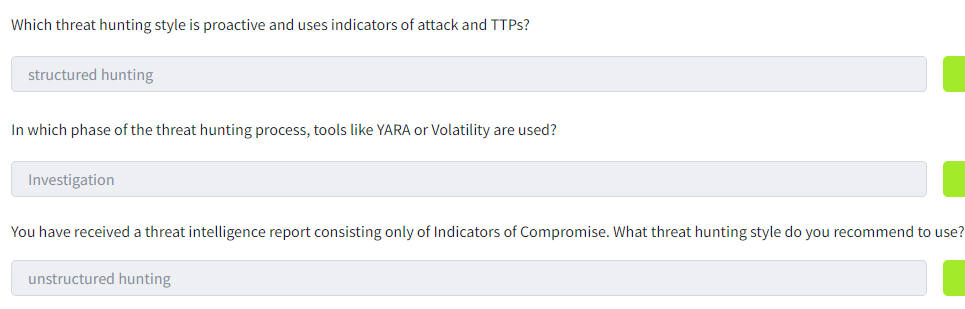 Which threat hunting style is proactive and uses indicators of attack and TTPs?
structured hunting
In which phase of the threat hunting process, tools like YARA or Volatility are used?
Investigation
You have received a threat intelligence report consisting only of Indicators of Compromise. What threat hunting style do you recommend to use?
unstructured hunting